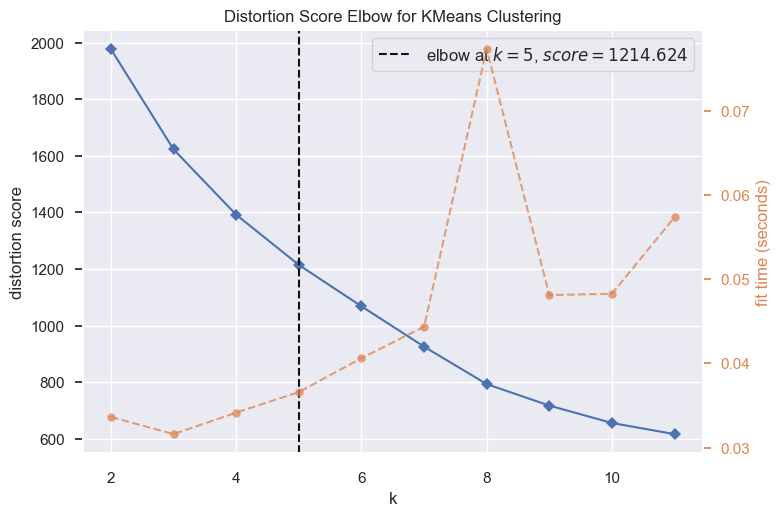 Distortion Score Elbow for KMeans Clustering
elbow at k = 5, score = 1214.624
distortion score
2000
1800
1600
1400
1200
1000
800
600
2 4 6 8 10
k
0.07
0.06
0.05
0.04
0.03
fit time (seconds)